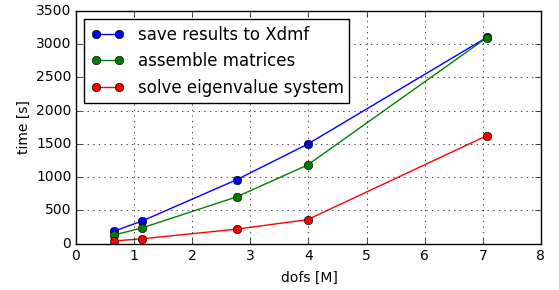 3500
3000
2500
2000
1500
1000
500
0
time [s]
save results to Xdmf
assemble matrices
solve eigenvalue system
0 1 2 3 4 5 6 7 8
dofs [M]